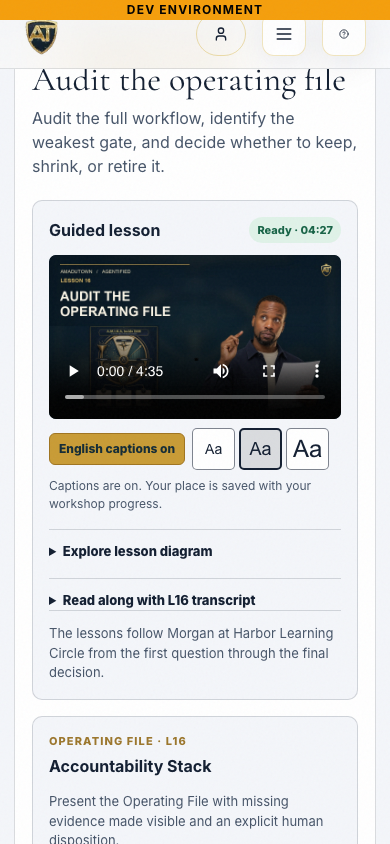 DEV ENVIRONMENT
AT
Audit the operating file
Audit the full workflow, identify the
weakest gate, and decide whether to keep,
shrink, or retire it.
Guided lesson
Ready · 04:27
AMADUTOWN / AGENTIFIED
AT
LESSON 16
AUDIT THE
OPERATING FILE
0:00 / 4:35
English captions on
Aa
Aa
Aa
Captions are on. Your place is saved with your
workshop progress.
Explore lesson diagram
Read along with L16 transcript
The lessons follow Morgan at Harbor Learning
Circle from the first question through the final
decision.
OPERATING FILE · L16
Accountability Stack
Present the Operating File with missing
evidence made visible and an explicit human
disposition.